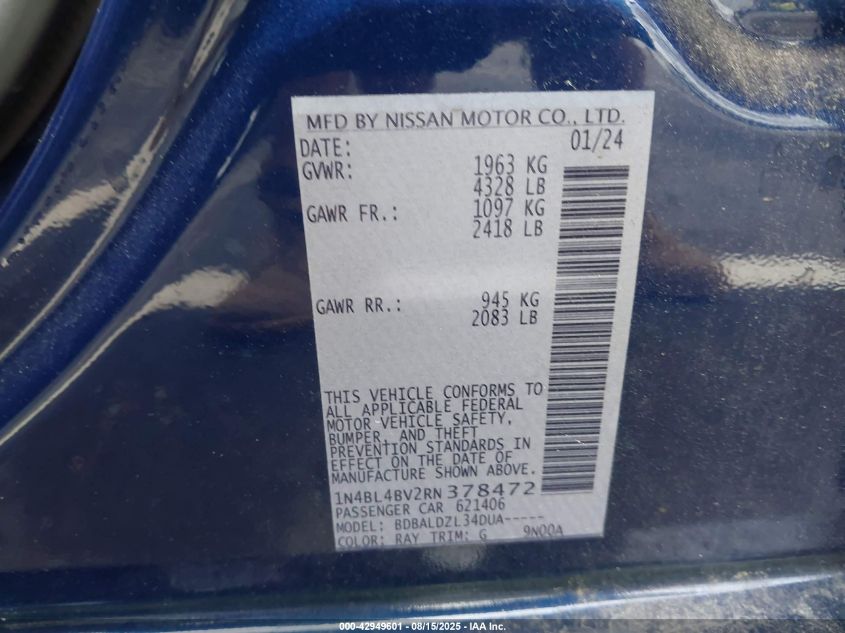 MFD BY NISSAN MOTOR CO., LTD.
DATE: 01/24
GVWR: 1963 KG
4328 LB
GAWR FR.: 1097 KG
2418 LB
GAWR RR.: 945 KG
2083 LB
THIS VEHICLE CONFORMS TO
ALL APPLICABLE FEDERAL
MOTOR VEHICLE SAFETY,
BUMPER, AND THEFT
PREVENTION STANDARDS IN
EFFECT ON THE DATE OF
MANUFACTURE SHOWN ABOVE.
1N4BL4BV2RN378472
PASSENGER CAR 621406
MODEL: BDBALDZL34DUA-----
COLOR: RAY TRIM: G 9N00A
000-42949601 - 08/15/2025 - IAA Inc.